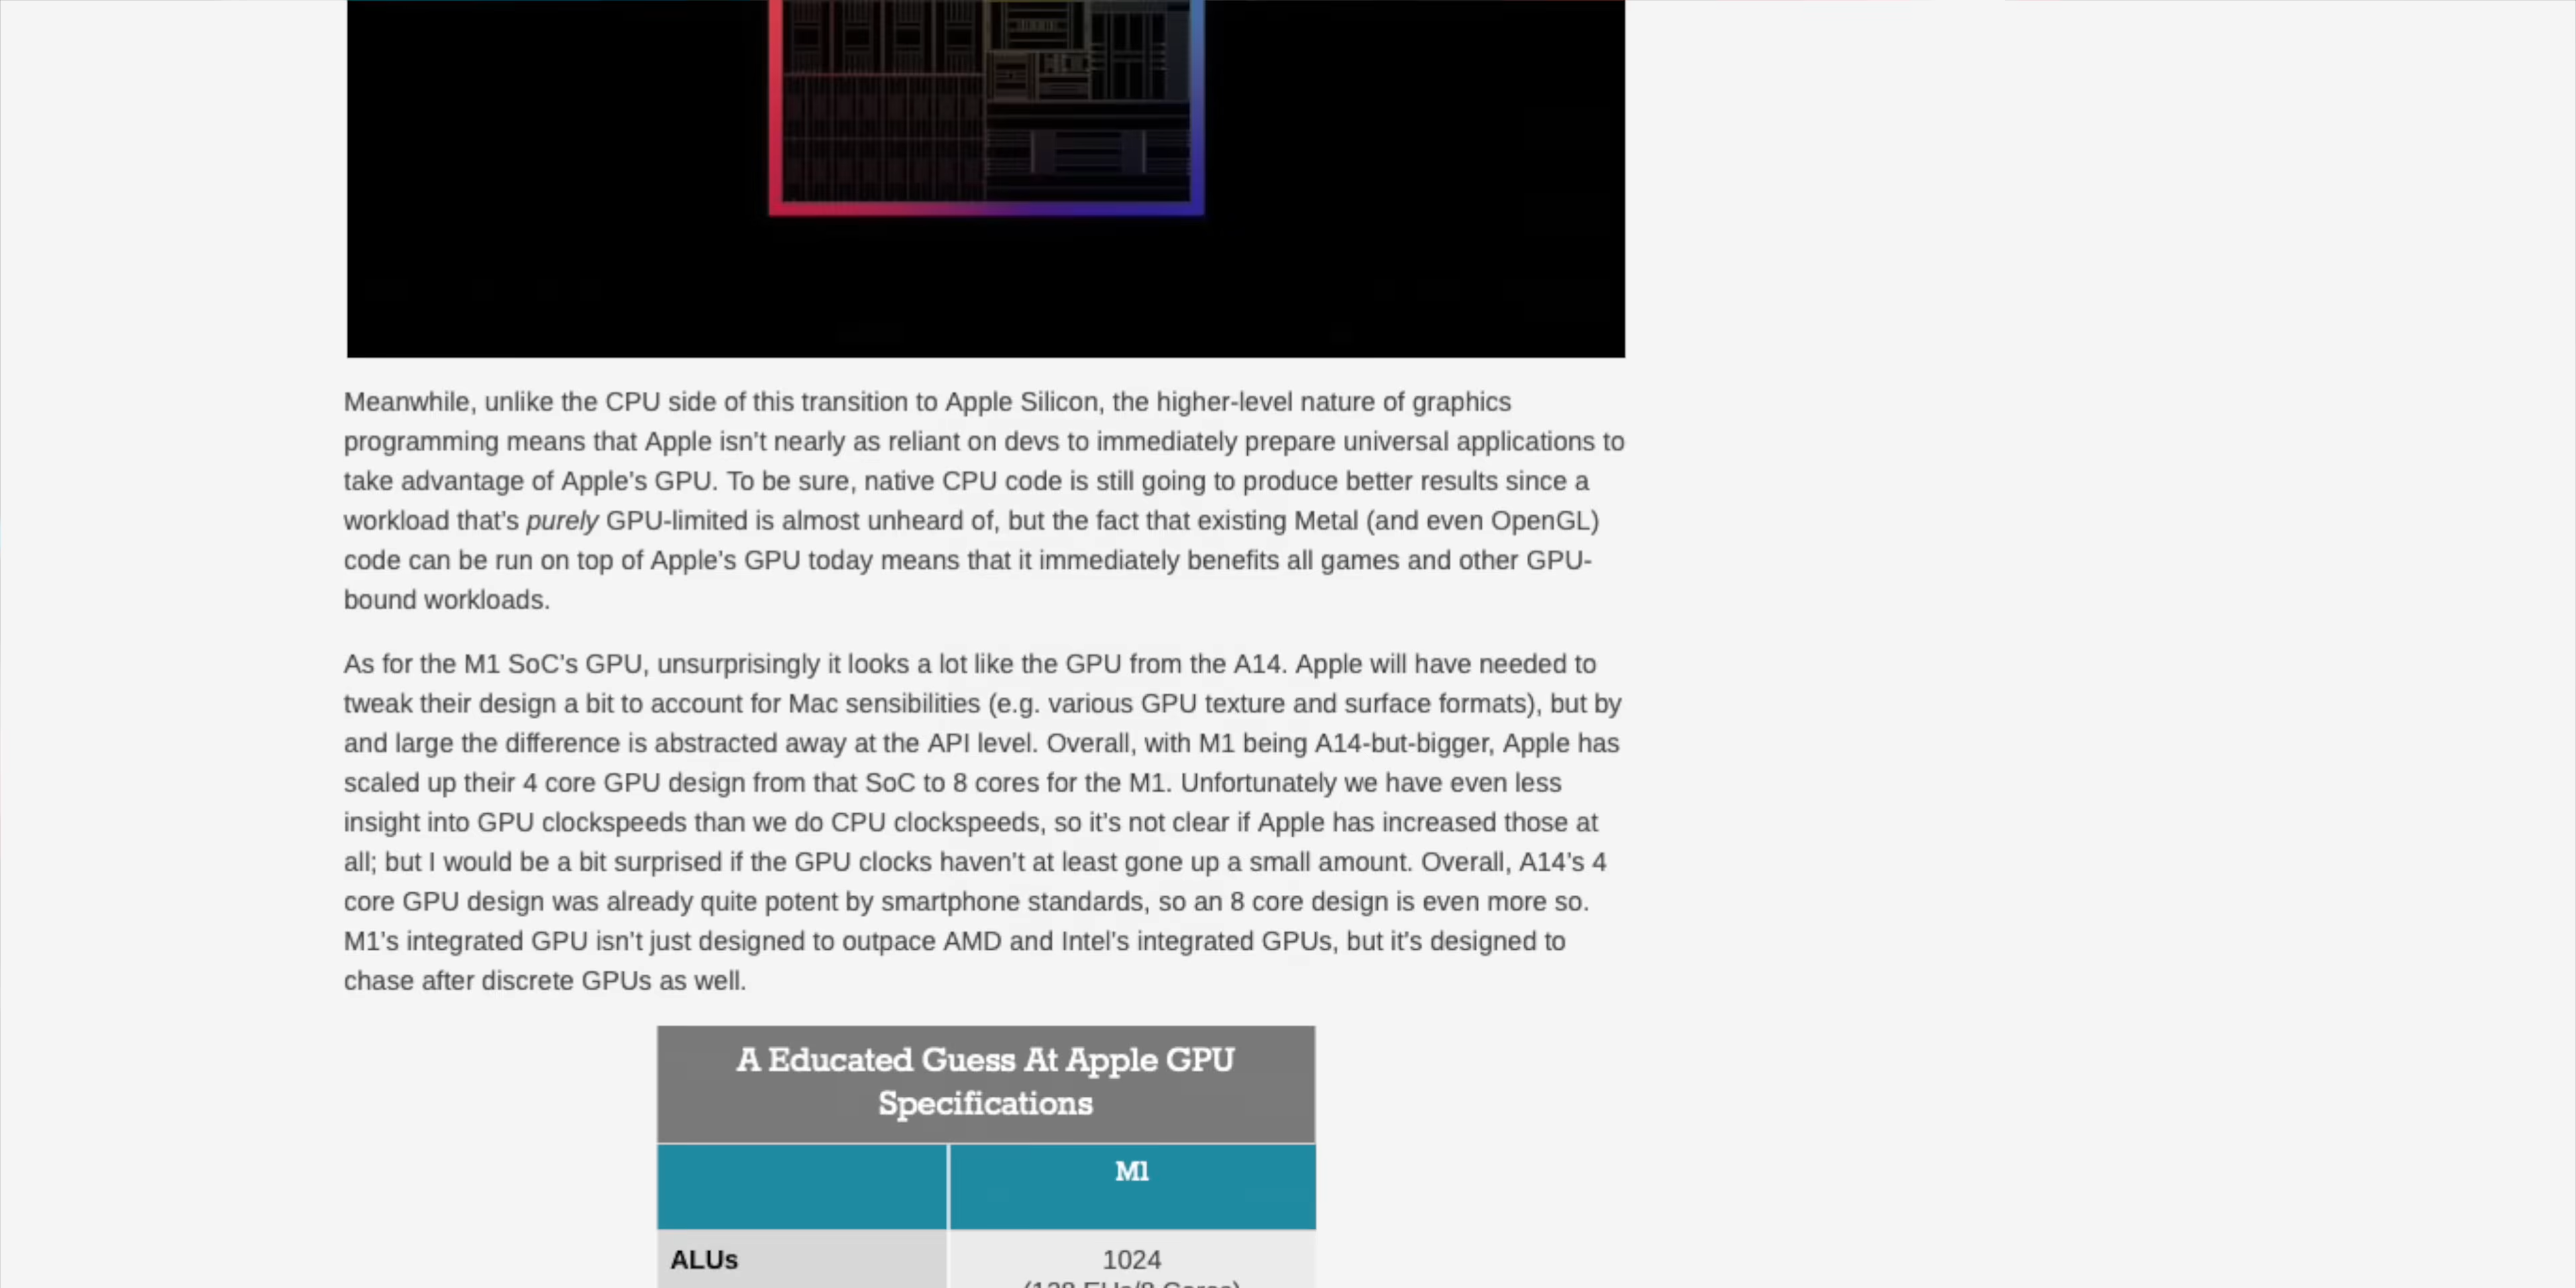 Meanwhile, unlike the CPU side of this transition to Apple Silicon, the higher-level nature of graphics
programming means that Apple isn't nearly as reliant on devs to immediately prepare universal applications to
take advantage of Apple's GPU. To be sure, native CPU code is still going to produce better results since a
workload that's purely GPU-limited is almost unheard of, but the fact that existing Metal (and even OpenGL)
code can be run on top of Apple's GPU today means that it immediately benefits all games and other GPU-
bound workloads.
As for the M1 SoC's GPU, unsurprisingly it looks a lot like the GPU from the A14. Apple will have needed to
tweak their design a bit to account for Mac sensibilities (e.g. various GPU texture and surface formats), but by
and large the difference is abstracted away at the API level. Overall, with M1 being A14-but-bigger, Apple has
scaled up their 4 core GPU design from that SoC to 8 cores for the M1. Unfortunately we have even less
insight into GPU clockspeeds than we do CPU clockspeeds, so it's not clear if Apple has increased those at
all; but I would be a bit surprised if the GPU clocks haven't at least gone up a small amount. Overall, A14's 4
core GPU design was already quite potent by smartphone standards, so an 8 core design is even more so.
M1's integrated GPU isn't just designed to outpace AMD and Intel's integrated GPUs, but it's designed to
chase after discrete GPUs as well.
A Educated Guess At Apple GPU
Specifications
M1
ALUs
1024
(128 EUs/8 Cores)